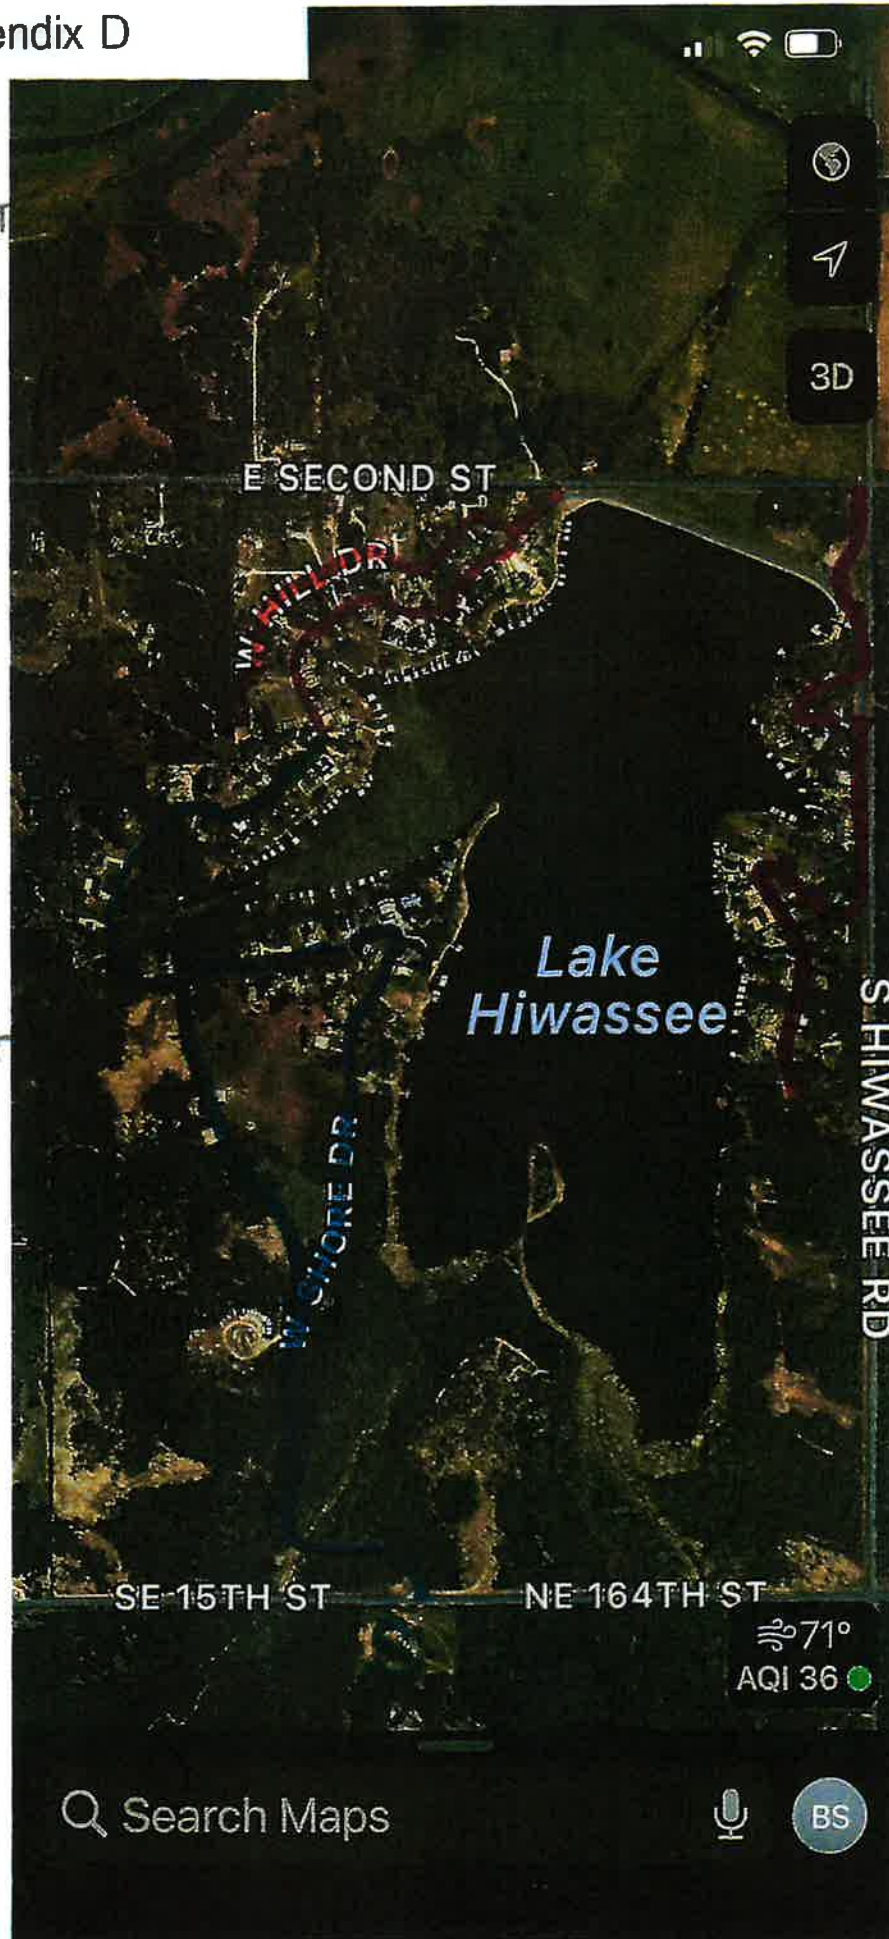 endix D
3D
E SECOND ST
W HILL DR
Lake
Hiwassee
S HIWASSEE RD
W SHORE DR
SE 15TH ST
NE 164TH ST
71°
AQI 36
Search Maps
BS